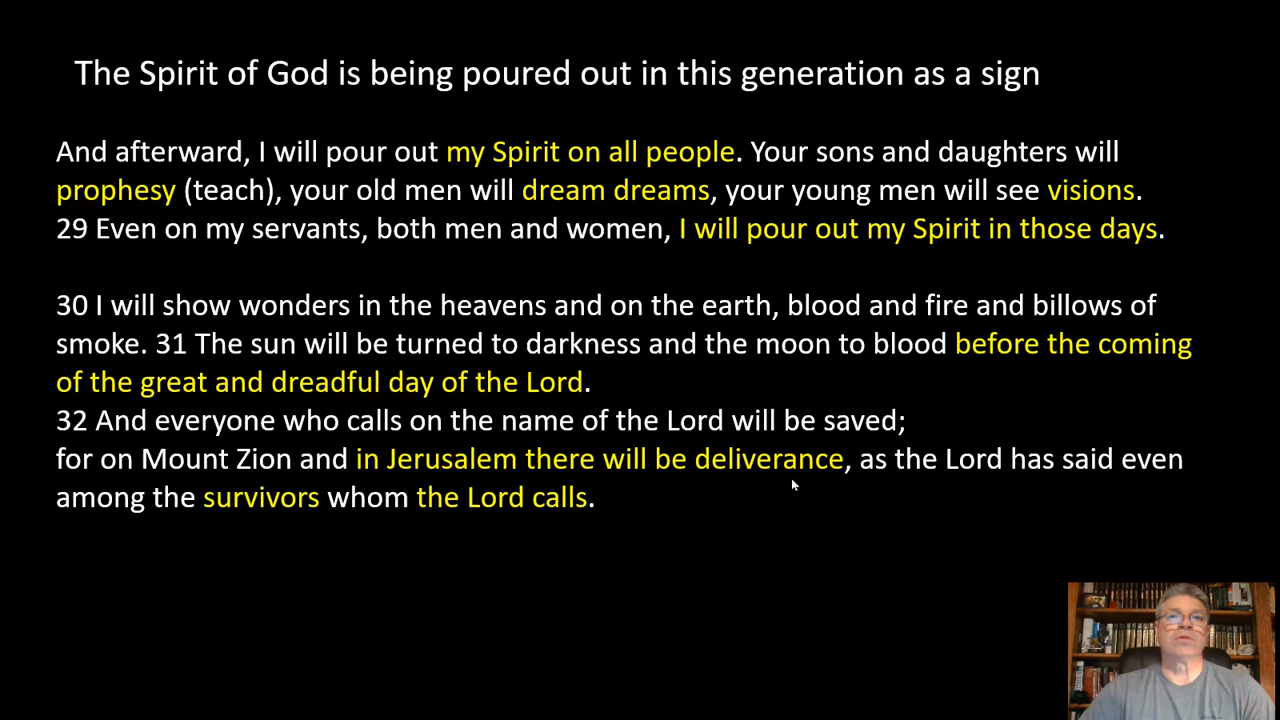 The Spirit of God is being poured out in this generation as a sign
And afterward, I will pour out my Spirit on all people. Your sons and daughters will
prophesy (teach), your old men will dream dreams, your young men will see visions.
29 Even on my servants, both men and women, I will pour out my Spirit in those days.
30 I will show wonders in the heavens and on the earth, blood and fire and billows of
smoke. 31 The sun will be turned to darkness and the moon to blood before the coming
of the great and dreadful day of the Lord.
32 And everyone who calls on the name of the Lord will be saved;
for on Mount Zion and in Jerusalem there will be deliverance, as the Lord has said even
among the survivors whom the Lord calls.